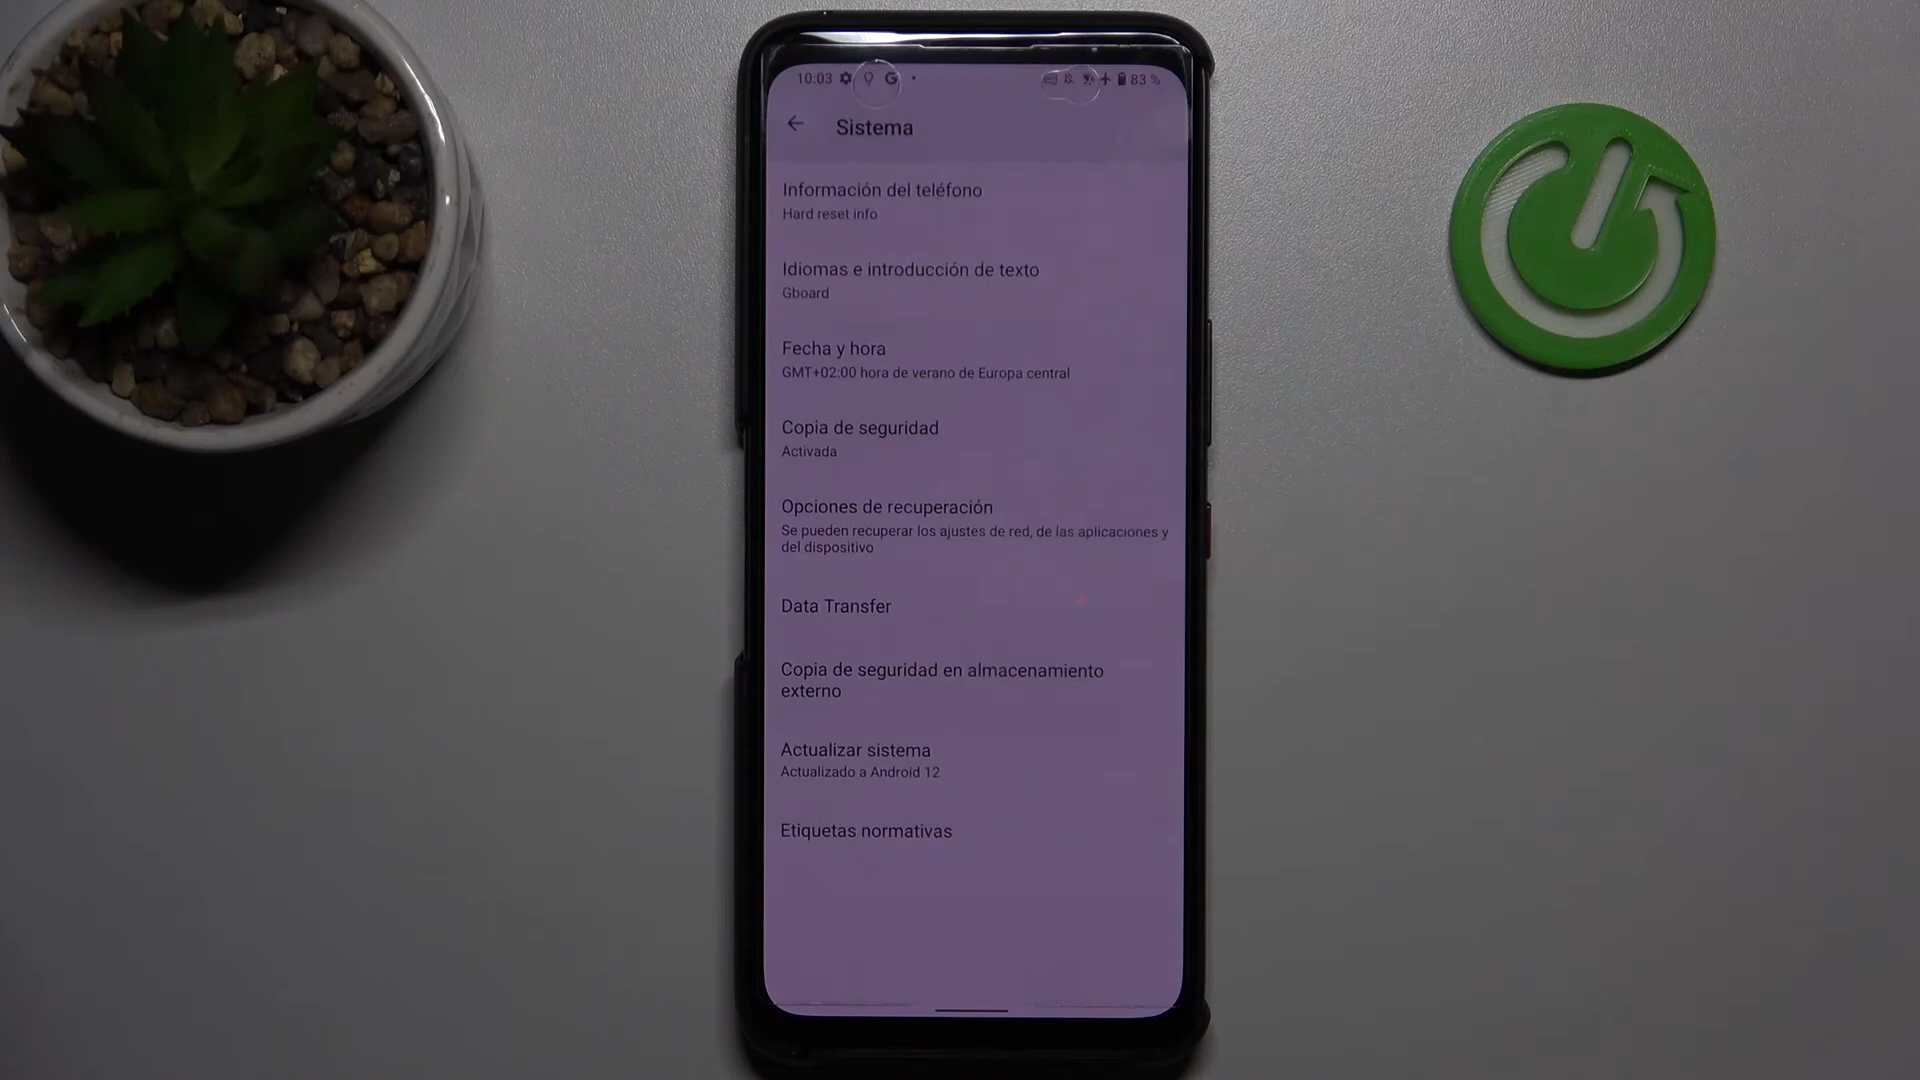 10:03 G 83 %
Sistema
Información del teléfono
Hard reset info
Idiomas e introducción de texto
Gboard
Fecha y hora
GMT+02:00 hora de verano de Europa central
Copia de seguridad
Activada
Opciones de recuperación
Se pueden recuperar los ajustes de red, de las aplicaciones y
del dispositivo
Data Transfer
Copia de seguridad en almacenamiento
externo
Actualizar sistema
Actualizado a Android 12
Etiquetas normativas